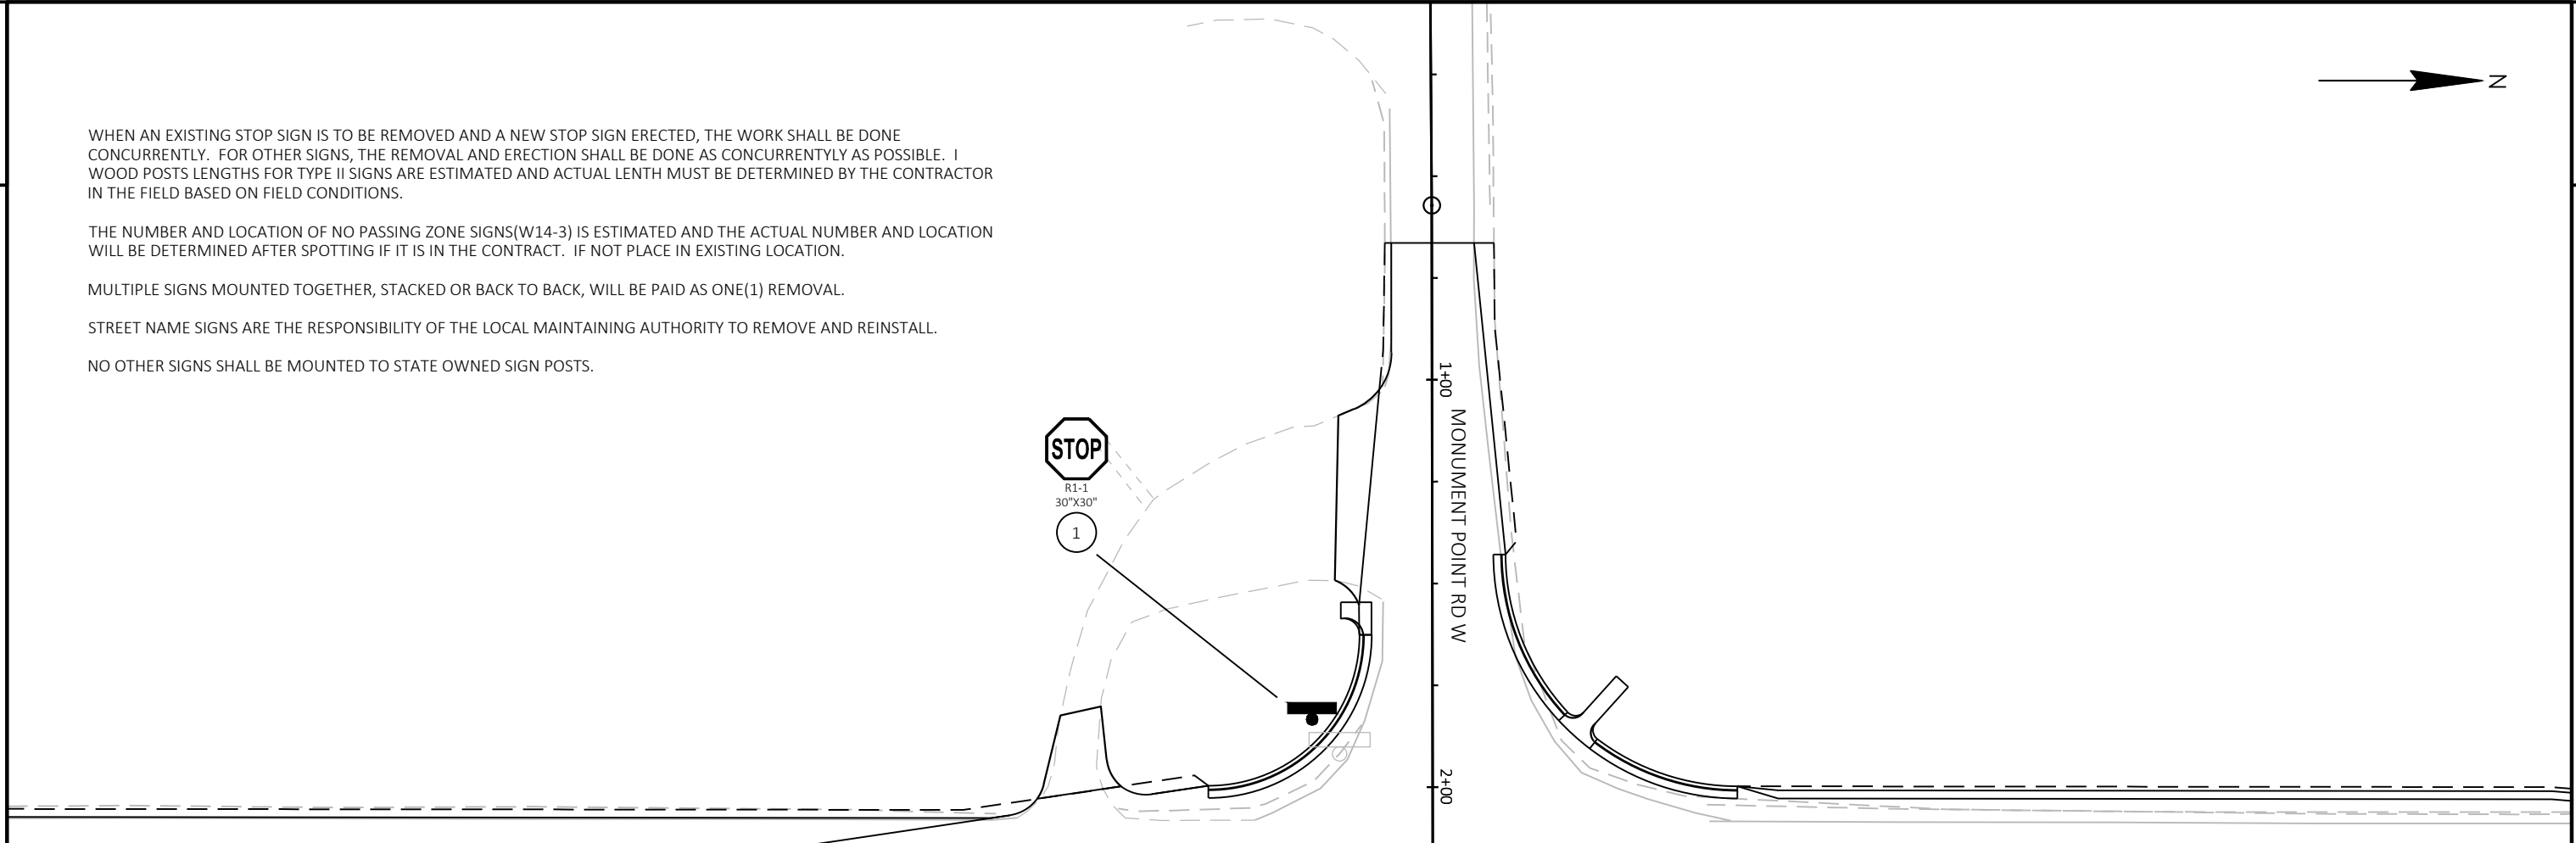 WHEN AN EXISTING STOP SIGN IS TO BE REMOVED AND A NEW STOP SIGN ERECTED, THE WORK SHALL BE DONE
CONCURRENTLY. FOR OTHER SIGNS, THE REMOVAL AND ERECTION SHALL BE DONE AS CONCURRENTYLY AS POSSIBLE. I
WOOD POSTS LENGTHS FOR TYPE II SIGNS ARE ESTIMATED AND ACTUAL LENTH MUST BE DETERMINED BY THE CONTRACTOR
IN THE FIELD BASED ON FIELD CONDITIONS.
THE NUMBER AND LOCATION OF NO PASSING ZONE SIGNS(W14-3) IS ESTIMATED AND THE ACTUAL NUMBER AND LOCATION
WILL BE DETERMINED AFTER SPOTTING IF IT IS IN THE CONTRACT. IF NOT PLACE IN EXISTING LOCATION.
MULTIPLE SIGNS MOUNTED TOGETHER, STACKED OR BACK TO BACK, WILL BE PAID AS ONE(1) REMOVAL.
STREET NAME SIGNS ARE THE RESPONSIBILITY OF THE LOCAL MAINTAINING AUTHORITY TO REMOVE AND REINSTALL.
NO OTHER SIGNS SHALL BE MOUNTED TO STATE OWNED SIGN POSTS.
STOP
R1-1
30"X30"
1
1+00
MONUMENT POINT RD W
2+00
N